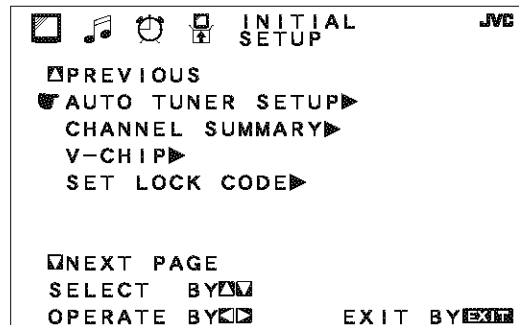 INITIAL SETUP JVC
PREVIOUS
AUTO TUNER SETUP
CHANNEL SUMMARY
V-CHIP
SET LOCK CODE
NEXT PAGE
SELECT BY
OPERATE BY EXIT BY EXIT